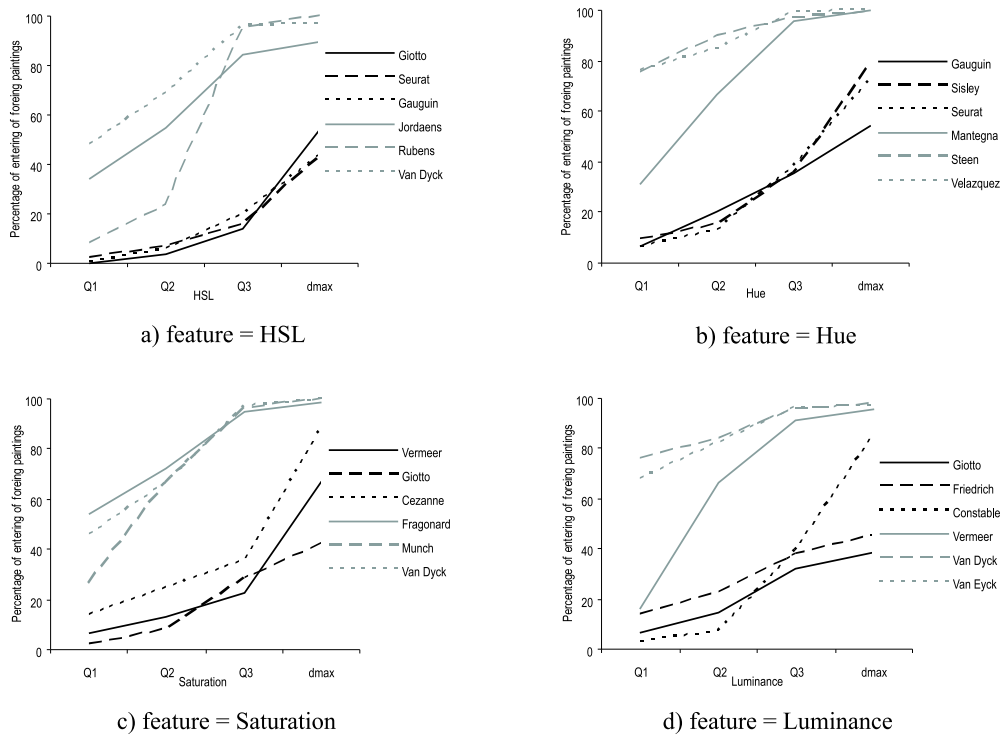 Percentage of entering of foreing paintings
100
80
60
40
20
0
Q1 Q2 Q3 dmax
HSL
Giotto
Seurat
Gauguin
Jordaens
Rubens
Van Dyck
a) feature = HSL
Percentage of entering of foreing paintings
100
80
60
40
20
0
Q1 Q2 Q3 dmax
Hue
Gauguin
Sisley
Seurat
Mantegna
Steen
Velazquez
b) feature = Hue
Percentage of entering of foreing paintings
100
80
60
40
20
0
Q1 Q2 Q3 dmax
Saturation
Vermeer
Giotto
Cezanne
Fragonard
Munch
Van Dyck
c) feature = Saturation
Percentage of entering of foreing paintings
100
80
60
40
20
0
Q1 Q2 Q3 dmax
Luminance
Giotto
Friedrich
Constable
Vermeer
Van Dyck
Van Eyck
d) feature = Luminance